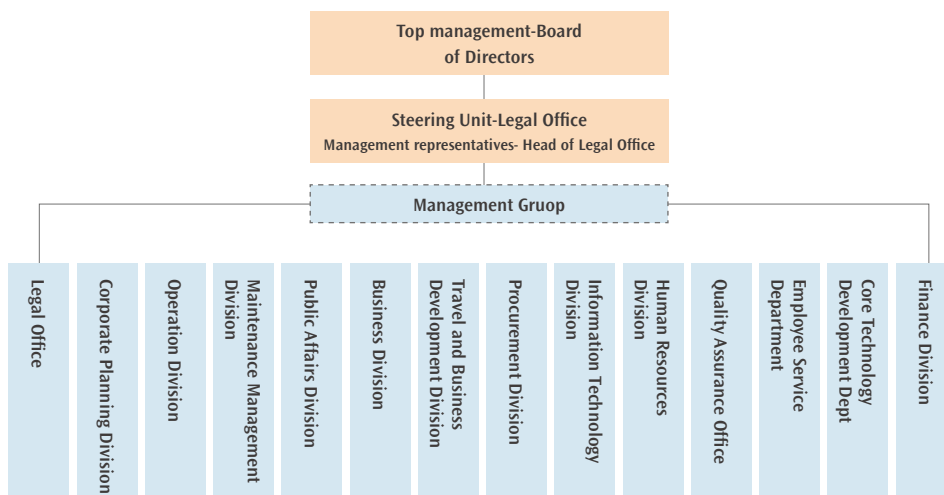 Top management-Board
of Directors
Steering Unit-Legal Office
Management representatives- Head of Legal Office
Management Gruop
Legal Office
Corporate Planning Division
Operation Division
Maintenance Management
Division
Public Affairs Division
Business Division
Travel and Business
Development Division
Procurement Division
Information Technology
Division
Human Resources
Division
Quality Assurance Office
Employee Service
Department
Core Technology
Development Dept
Finance Division